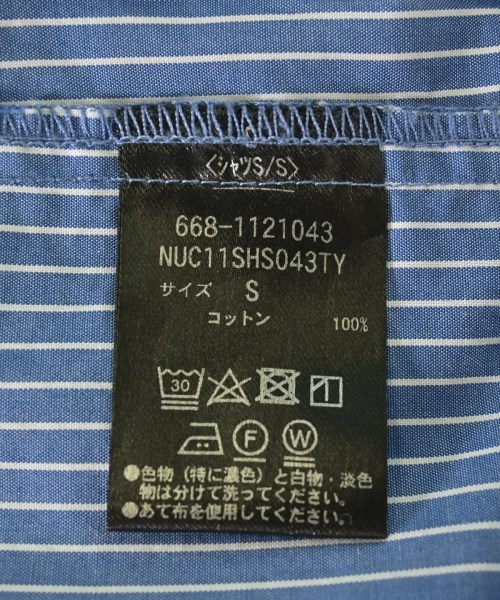 〈シャツS/S〉
668-1121043
NUC11SHS043TY
サイズ S
コットン 100%
30
F W
●色物（特に濃色）と白物・淡色
物は分けて洗ってください。
●あて布を使用してください。